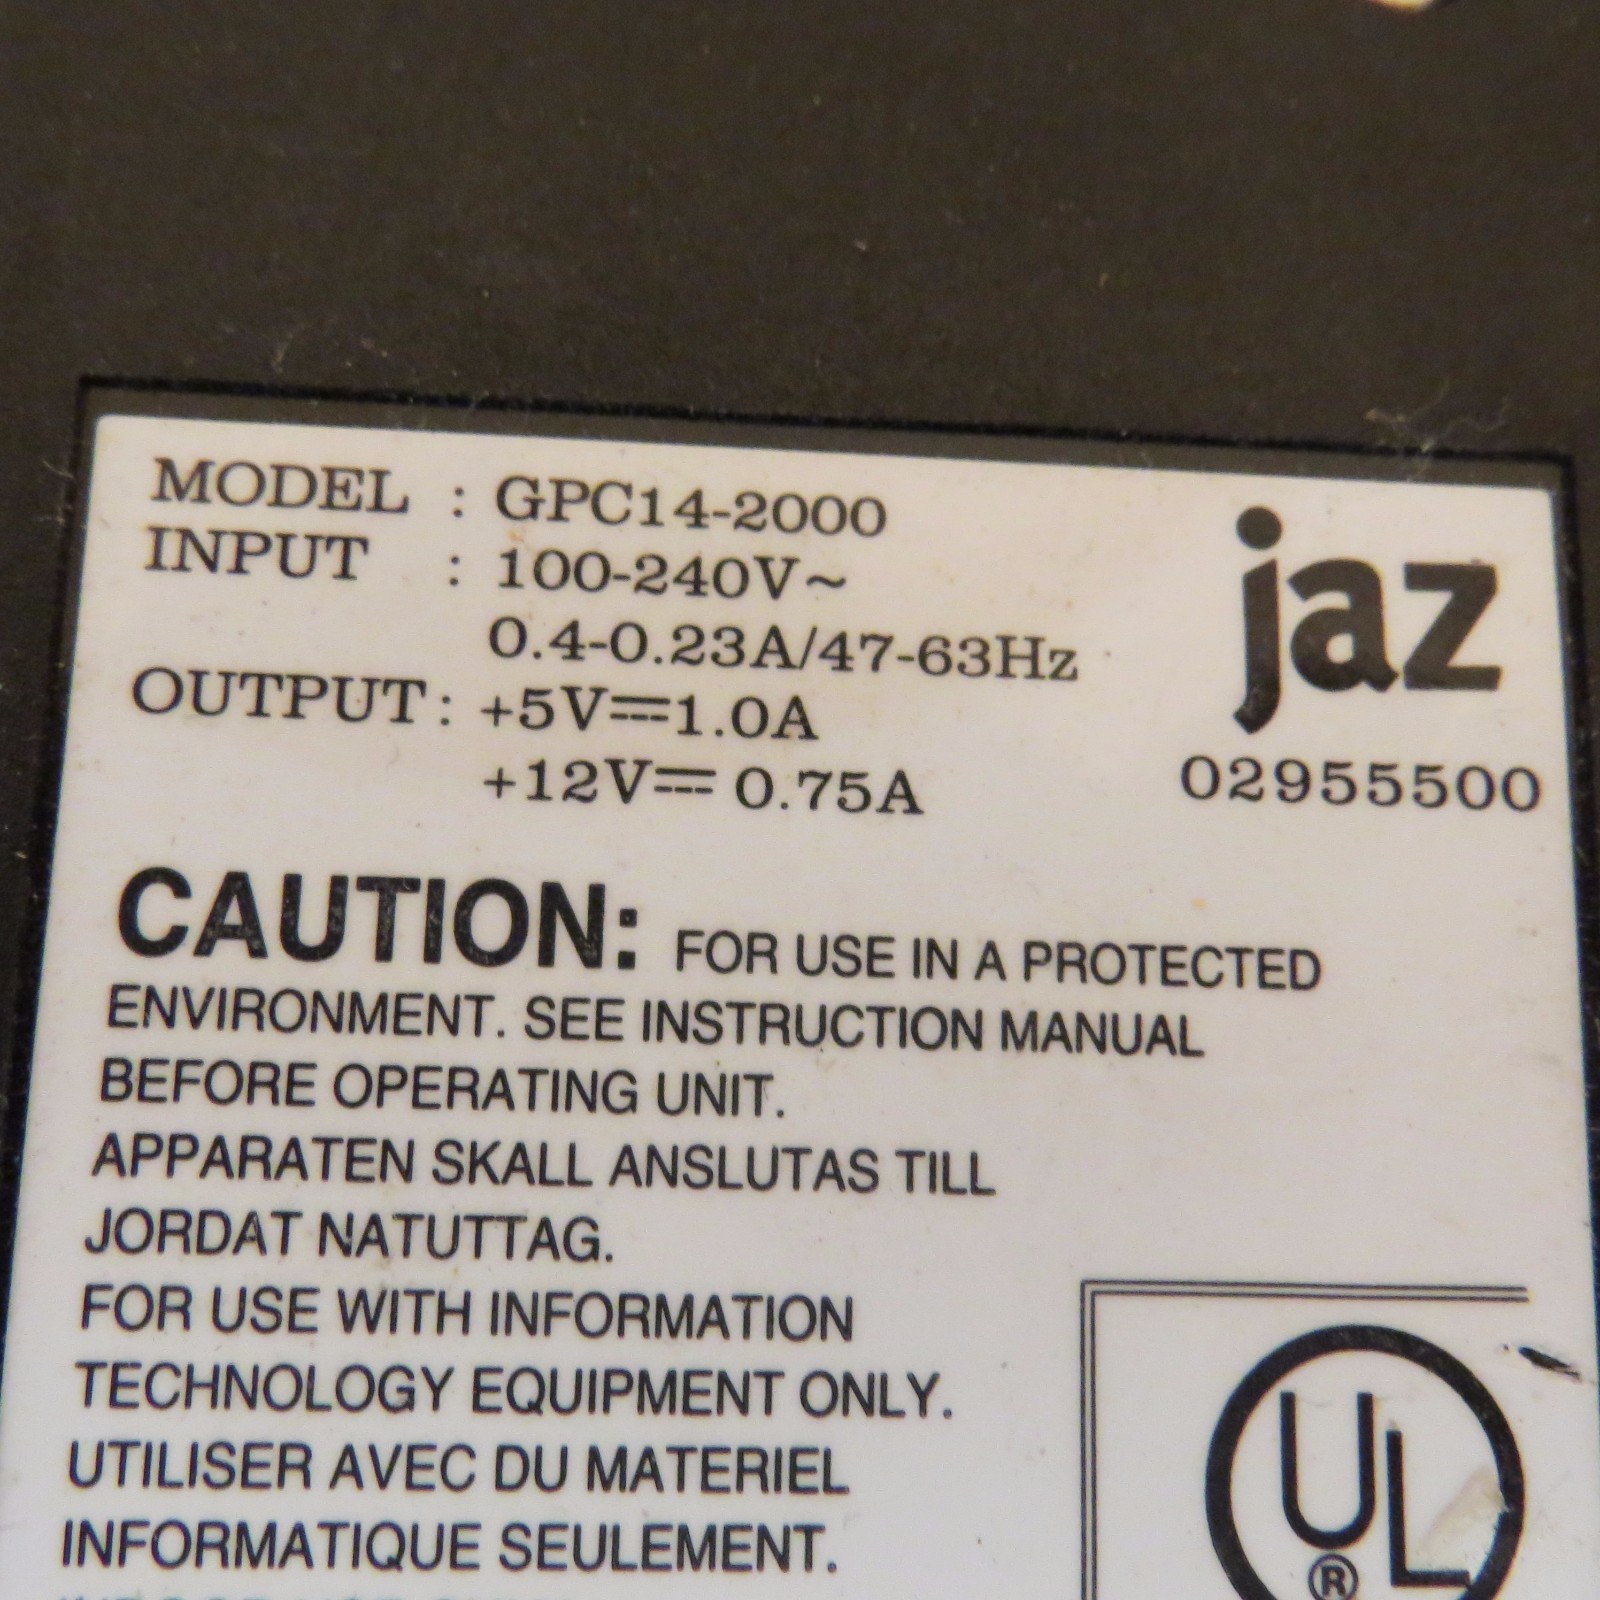 MODEL : GPC14-2000
INPUT : 100-240V~
0.4-0.23A/47-63Hz
OUTPUT : +5V⎓1.0A
+12V⎓0.75A
jaz
02955500
CAUTION: FOR USE IN A PROTECTED
ENVIRONMENT. SEE INSTRUCTION MANUAL
BEFORE OPERATING UNIT.
APPARATEN SKALL ANSLUTAS TILL
JORDAT NATUTTAG.
FOR USE WITH INFORMATION
TECHNOLOGY EQUIPMENT ONLY.
UTILISER AVEC DU MATERIEL
INFORMATIQUE SEULEMENT.
UL
®